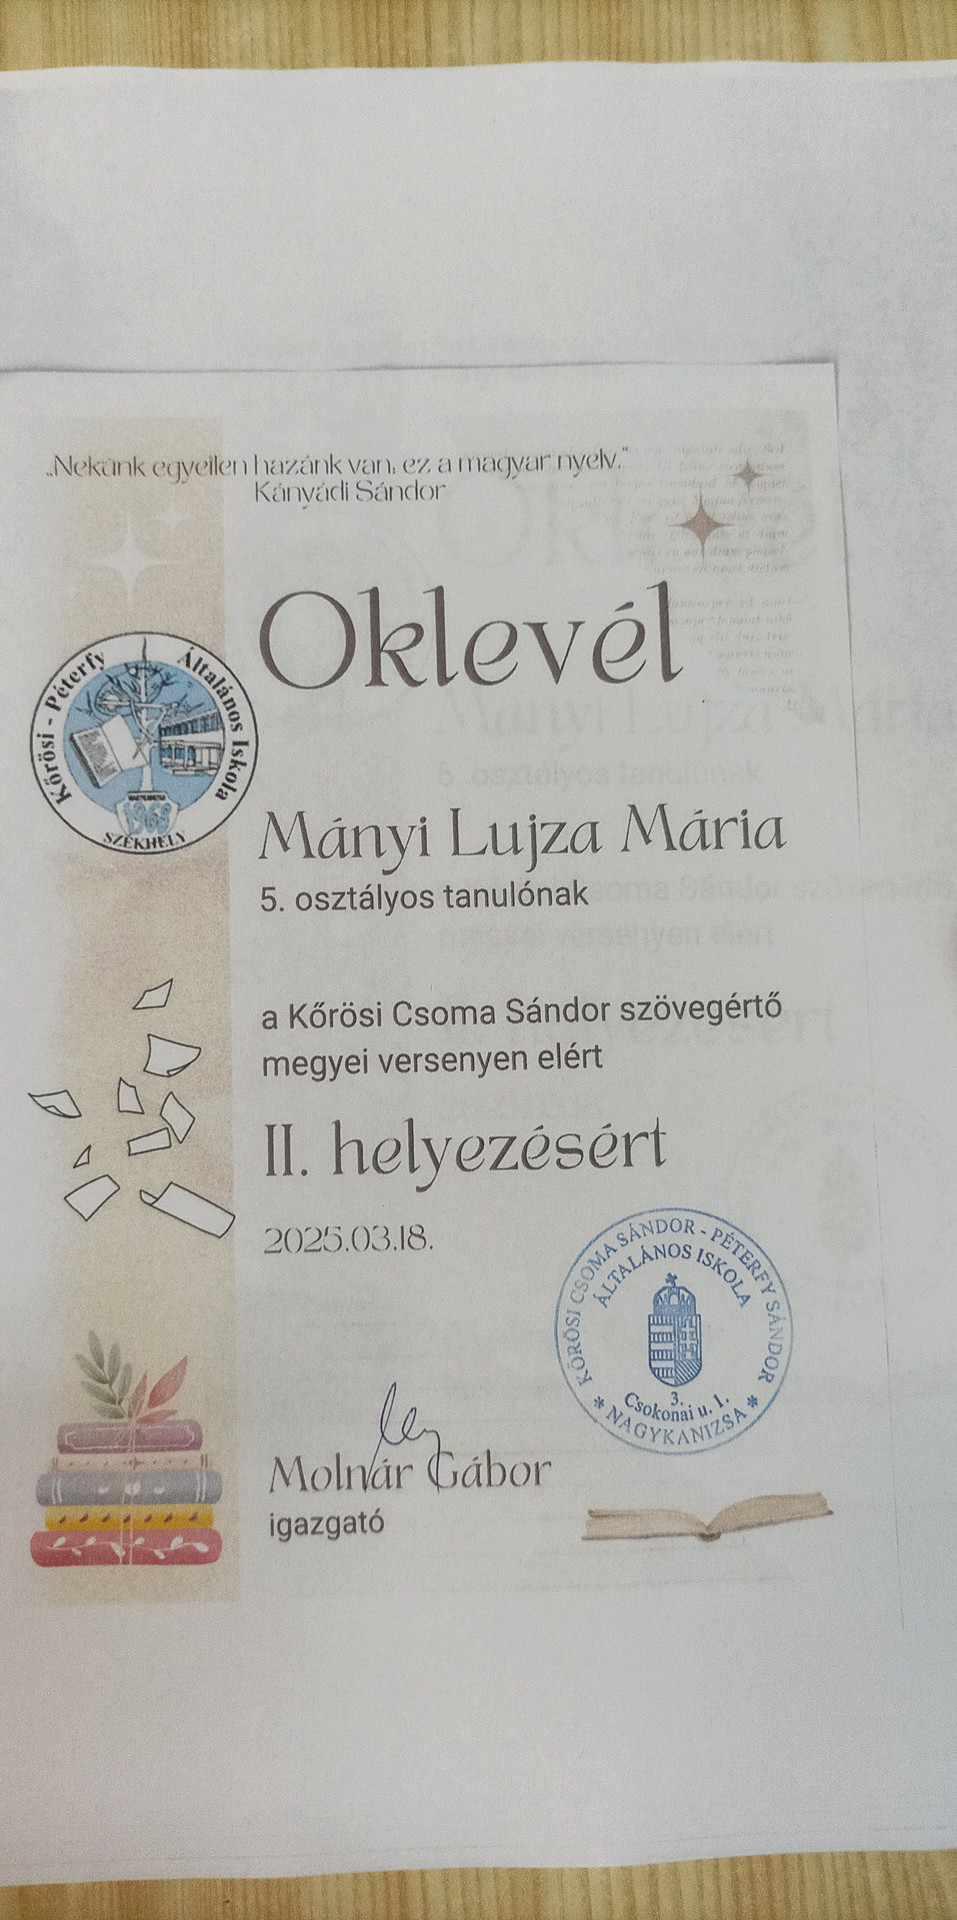 „Nekünk egyetlen hazánk van, ez a magyar nyelv.”
Kányádi Sándor
Oklevél
Kőrösi - Péterfy Általános Iskola
1968
SZÉKHELY
Mányi Lujza Mária
5. osztályos tanulónak
a Kőrösi Csoma Sándor szövegértő
megyei versenyen elért
II. helyezésért
2025.03.18.
KŐRÖSI CSOMA SÁNDOR - PÉTERFY SÁNDOR
ÁLTALÁNOS ISKOLA
3.
Csokonai u. 1.
* NAGYKANIZSA *
Molnár Gábor
igazgató